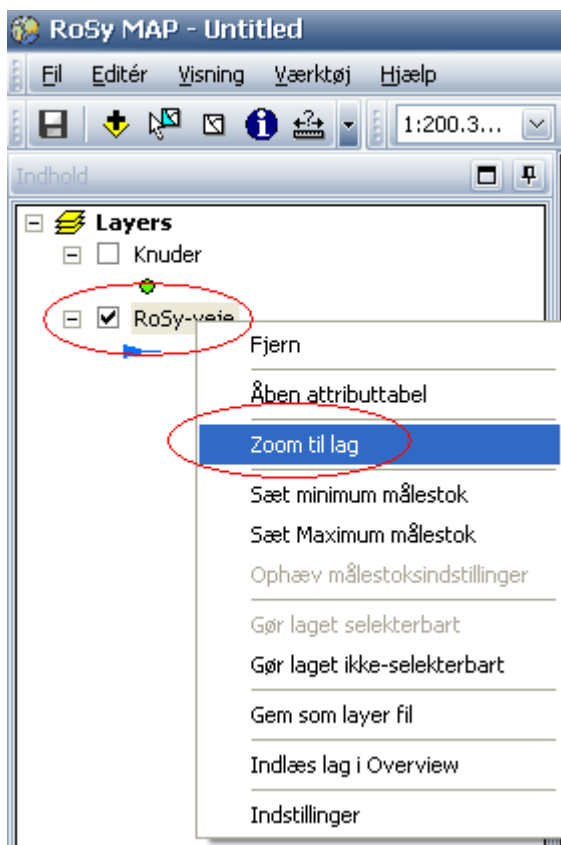 RoSy MAP - Untitled
Fil Editér Visning Værktøj Hjælp
1:200.3...
Indhold
Layers
Knuder
RoSy-veje
Fjern
Åben attributtabel
Zoom til lag
Sæt minimum målestok
Sæt Maximum målestok
Ophæv målestoksindstillinger
Gør laget selekterbart
Gør laget ikke-selekterbart
Gem som layer fil
Indlæs lag i Overview
Indstillinger